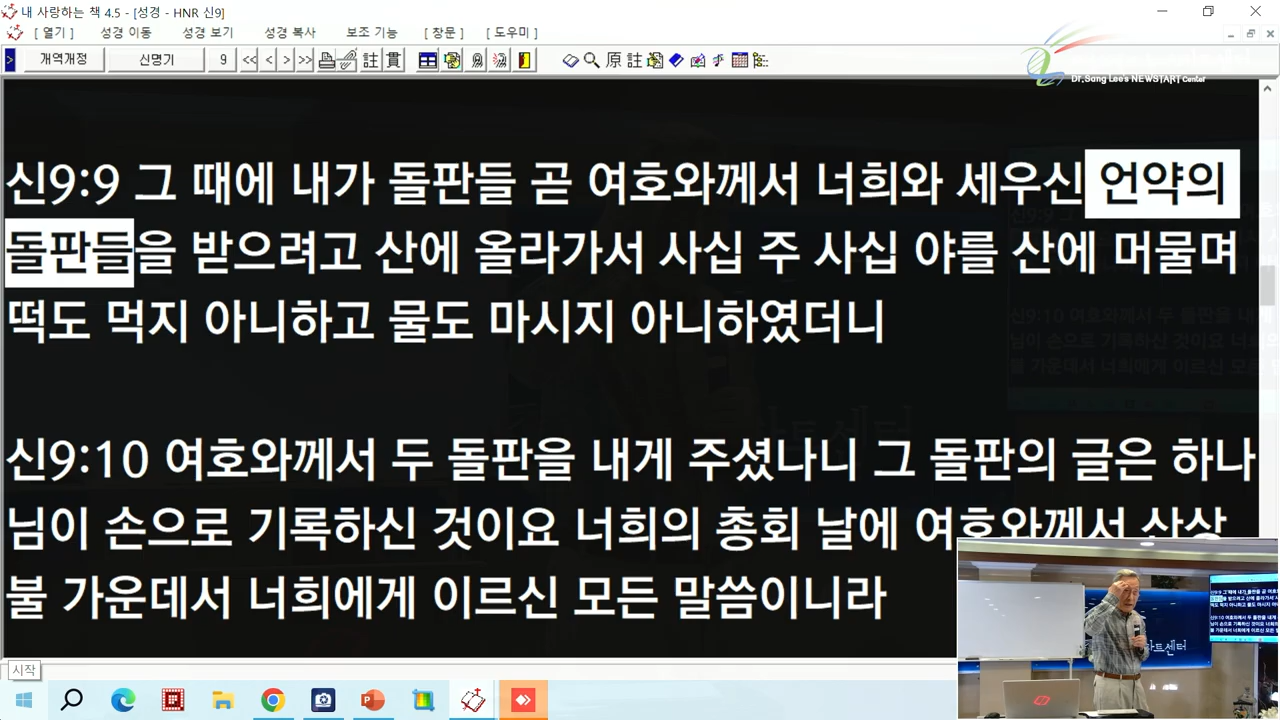 내 사랑하는 책 4.5 - [성경 - HNR 신9]
[ 열기 ] 성경 이동 성경 보기 성경 복사 보조 기능 [ 창문 ] [ 도우미 ]
개역개정 신명기 9 << < > >> 註 貫 原 註
Dr.Sang Lee's NEWSTART Center
신9:9 그 때에 내가 돌판들 곧 여호와께서 너희와 세우신 언약의
돌판들을 받으려고 산에 올라가서 사십 주 사십 야를 산에 머물며
떡도 먹지 아니하고 물도 마시지 아니하였더니
신9:10 여호와께서 두 돌판을 내게 주셨나니 그 돌판의 글은 하나
님이 손으로 기록하신 것이요 너희의 총회 날에 여호와께서 산상
불 가운데서 너희에게 이르신 모든 말씀이니라
시작